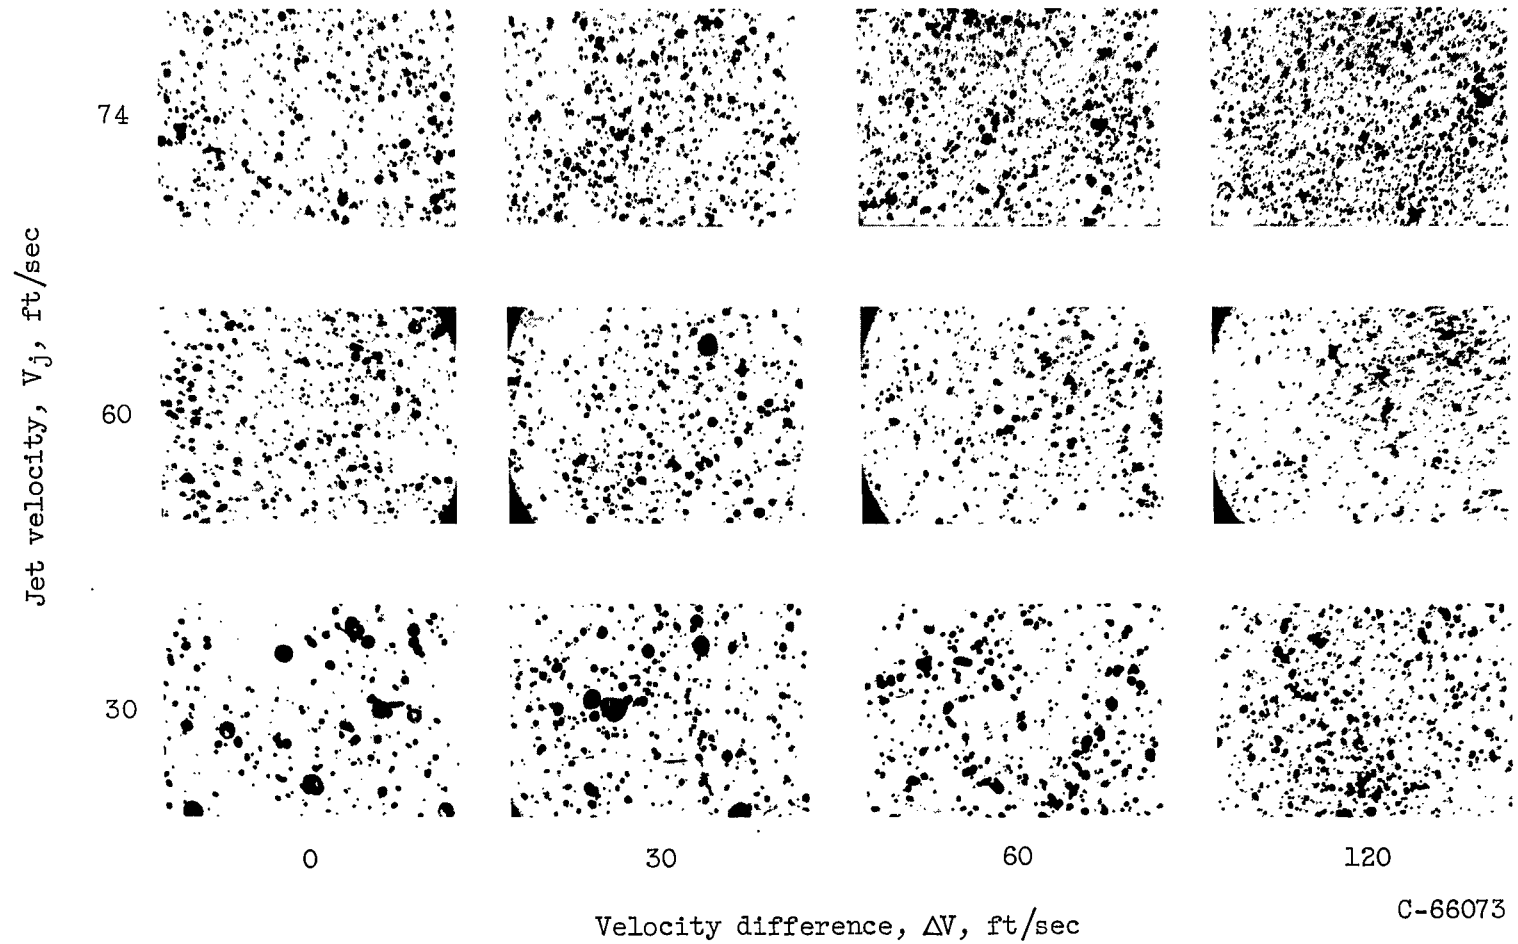 74
60
30
Jet velocity, Vj, ft/sec
0 30 60 120
Velocity difference, ΔV, ft/sec
C-66073